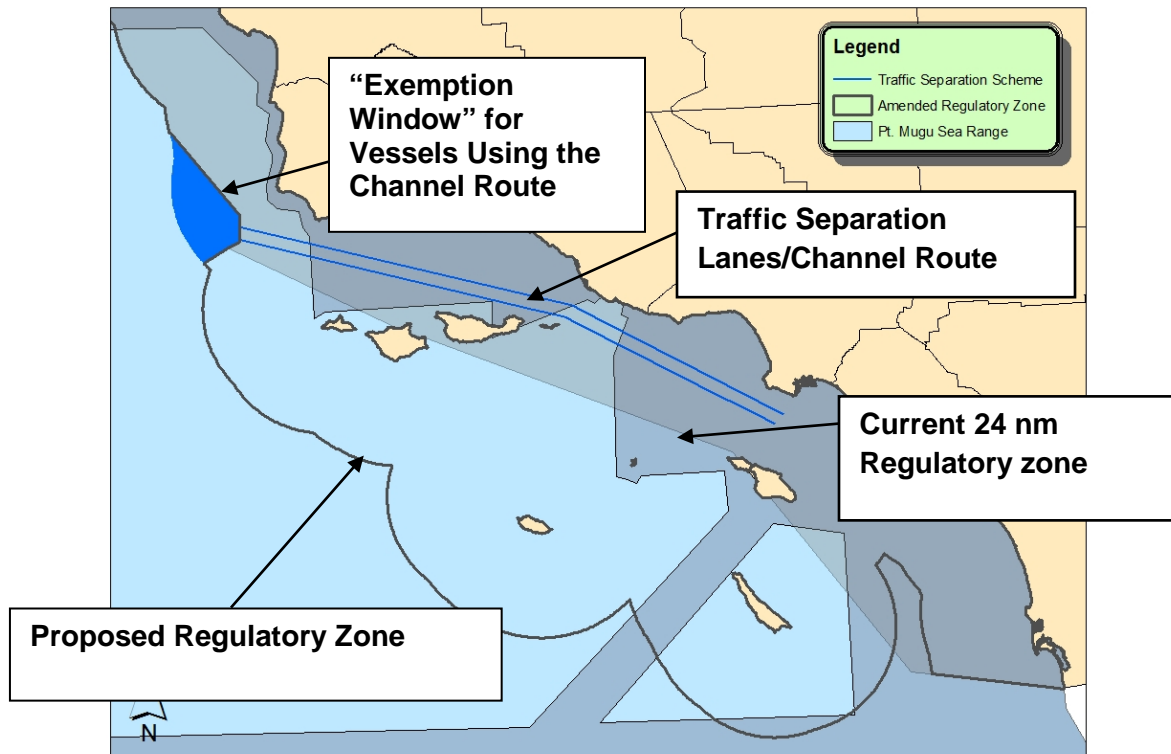 “Exemption
Window” for
Vessels Using the
Channel Route
Legend
Traffic Separation Scheme
Amended Regulatory Zone
Pt. Mugu Sea Range
Traffic Separation
Lanes/Channel Route
Current 24 nm
Regulatory zone
Proposed Regulatory Zone
N